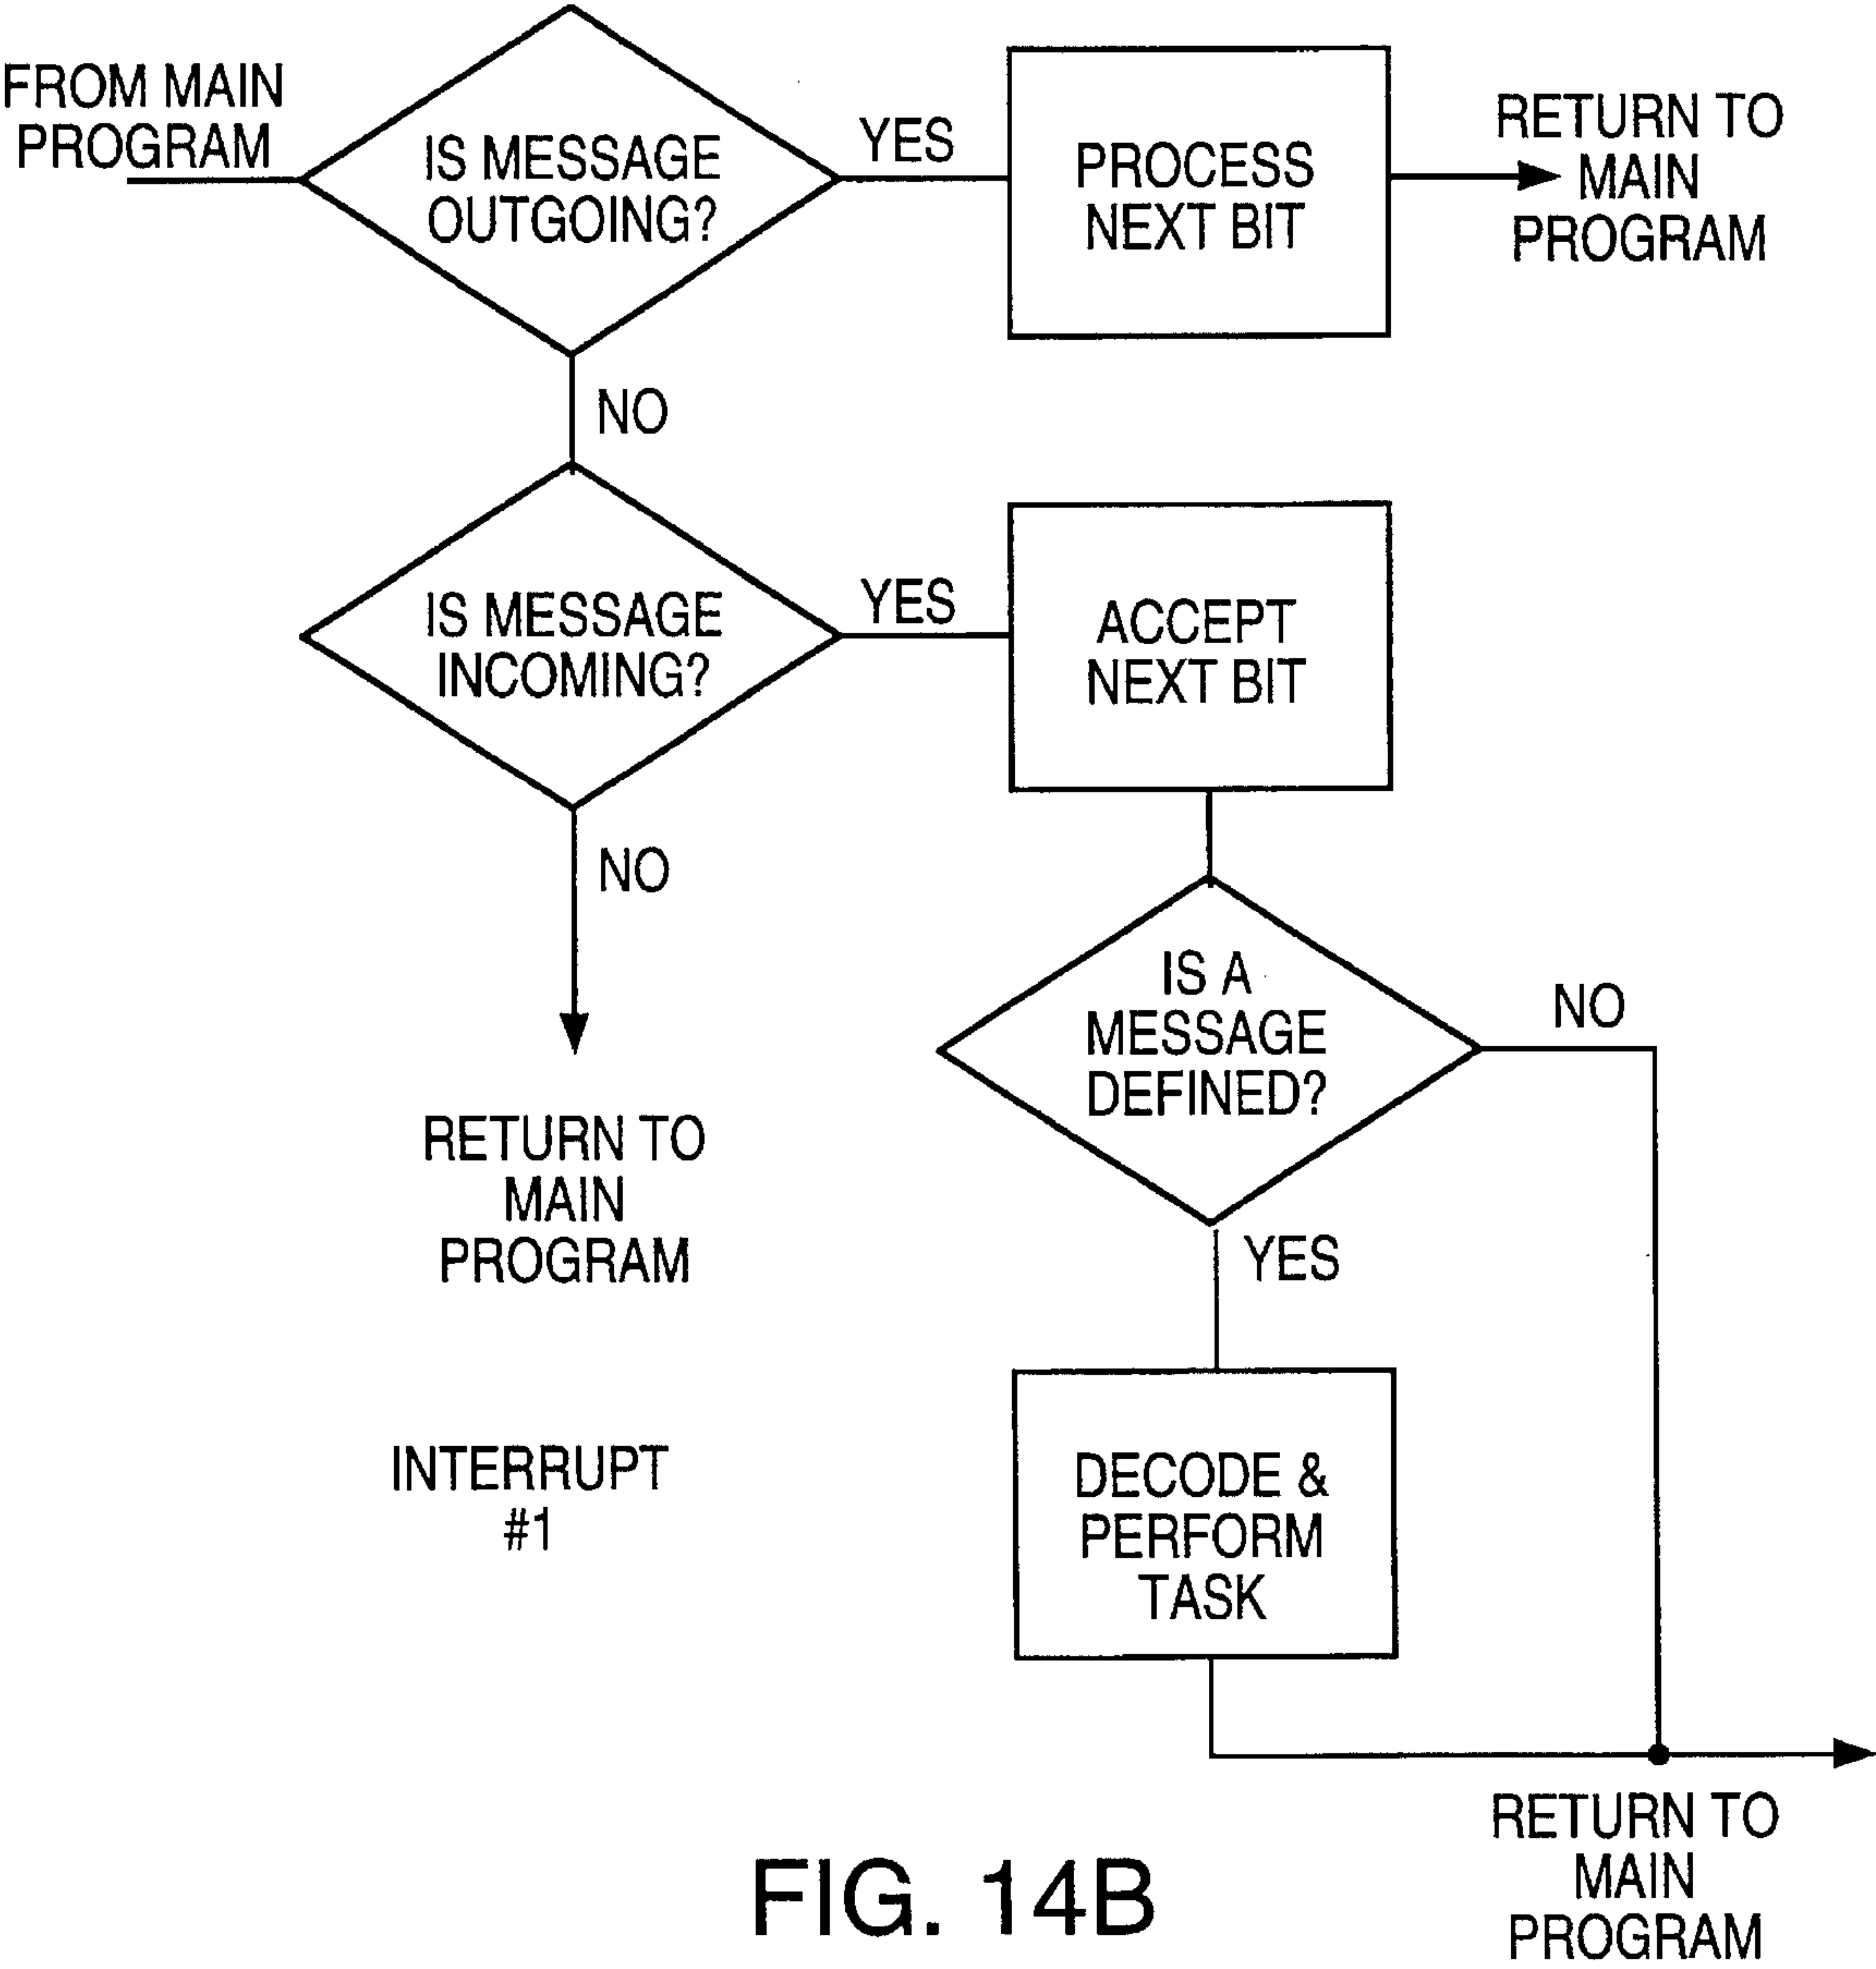 FROM MAIN
PROGRAM
IS MESSAGE
OUTGOING?
YES
PROCESS
NEXT BIT
RETURN TO
MAIN
PROGRAM
NO
IS MESSAGE
INCOMING?
YES
ACCEPT
NEXT BIT
NO
RETURN TO
MAIN
PROGRAM
IS A
MESSAGE
DEFINED?
NO
YES
DECODE &
PERFORM
TASK
RETURN TO
MAIN
PROGRAM
INTERRUPT
#1
FIG. 14B